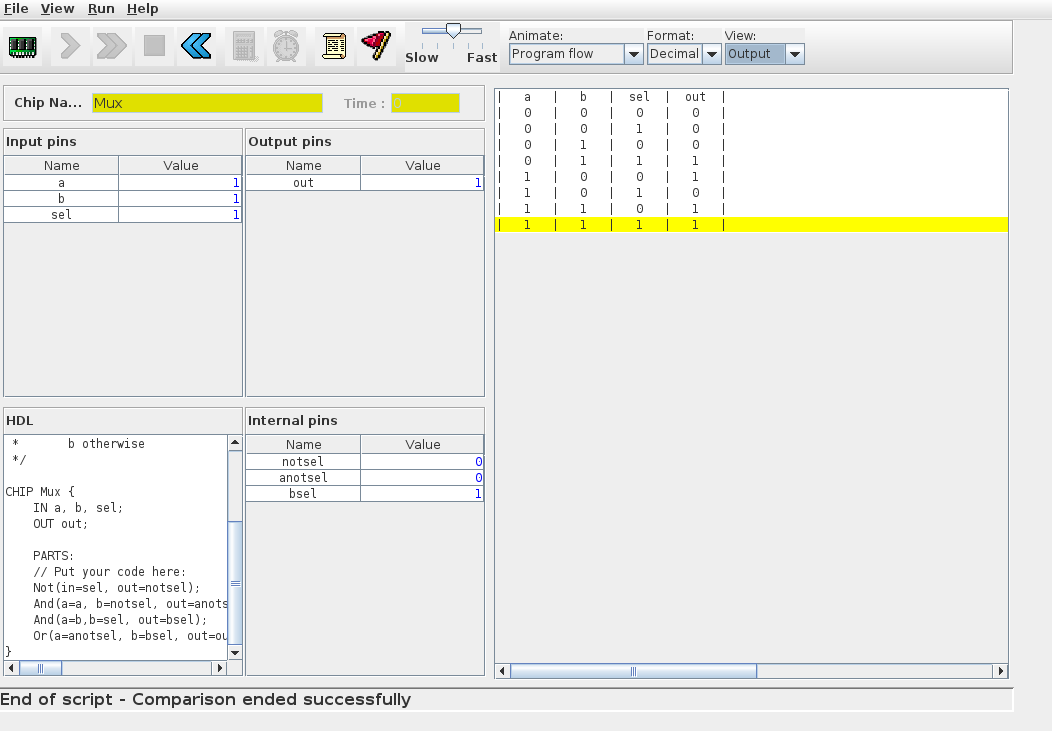 File View Run Help
Animate: Format: View:
Slow Fast Program flow Decimal Output
Chip Na... Mux Time : 0
Input pins
Name Value
a 1
b 1
sel 1
Output pins
Name Value
out 1
| a | b | sel | out |
| 0 | 0 | 0 | 0 |
| 0 | 0 | 1 | 0 |
| 0 | 1 | 0 | 0 |
| 0 | 1 | 1 | 1 |
| 1 | 0 | 0 | 1 |
| 1 | 0 | 1 | 0 |
| 1 | 1 | 0 | 1 |
| 1 | 1 | 1 | 1 |
HDL
* b otherwise
*/
CHIP Mux {
IN a, b, sel;
OUT out;
PARTS:
// Put your code here:
Not(in=sel, out=notsel);
And(a=a, b=notsel, out=anots
And(a=b,b=sel, out=bsel);
Or(a=anotsel, b=bsel, out=ou
}
Internal pins
Name Value
notsel 0
anotsel 0
bsel 1
End of script - Comparison ended successfully